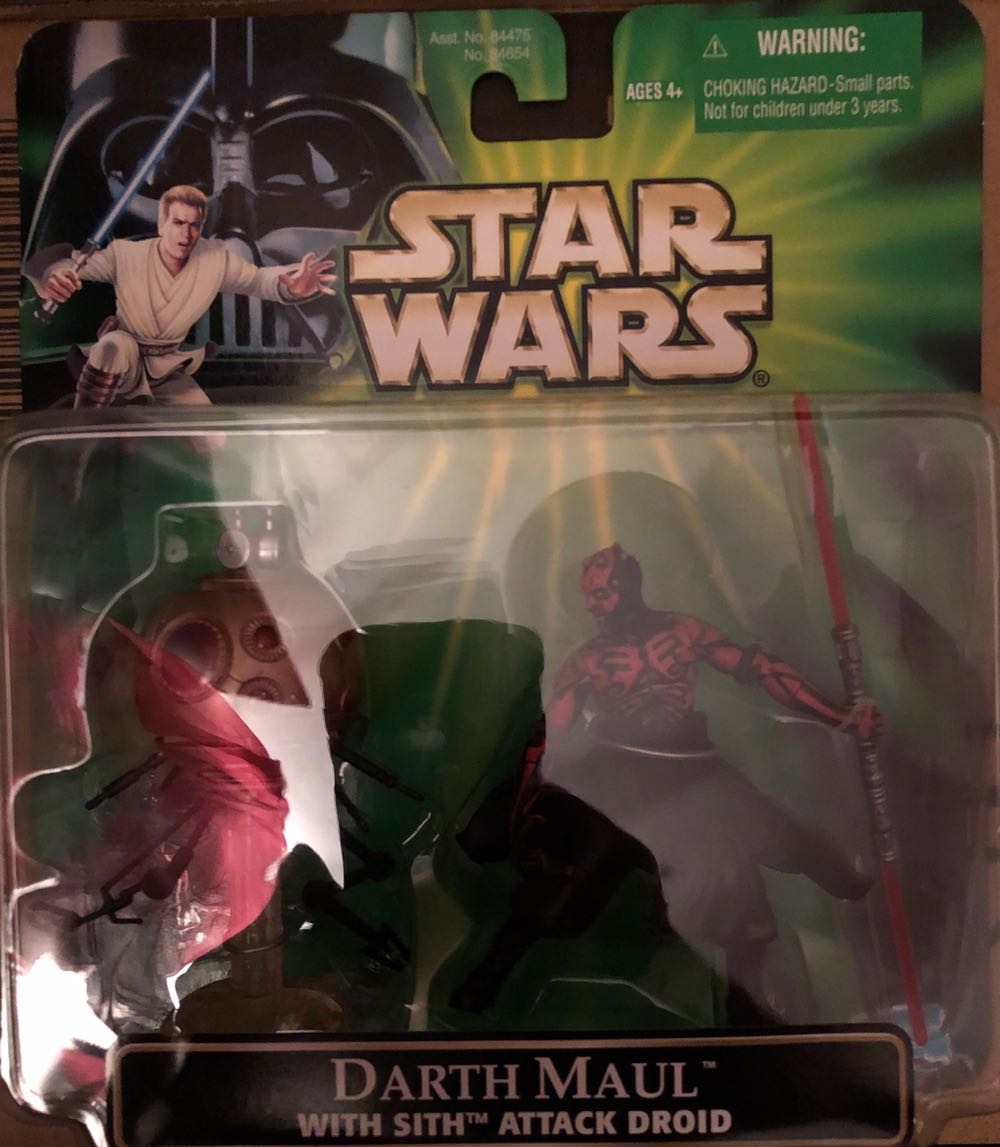 Asst. No. 84475
No. 84654
AGES 4+
⚠ WARNING:
CHOKING HAZARD-Small parts.
Not for children under 3 years.
STAR
WARS®
DARTH MAUL™
WITH SITH™ ATTACK DROID